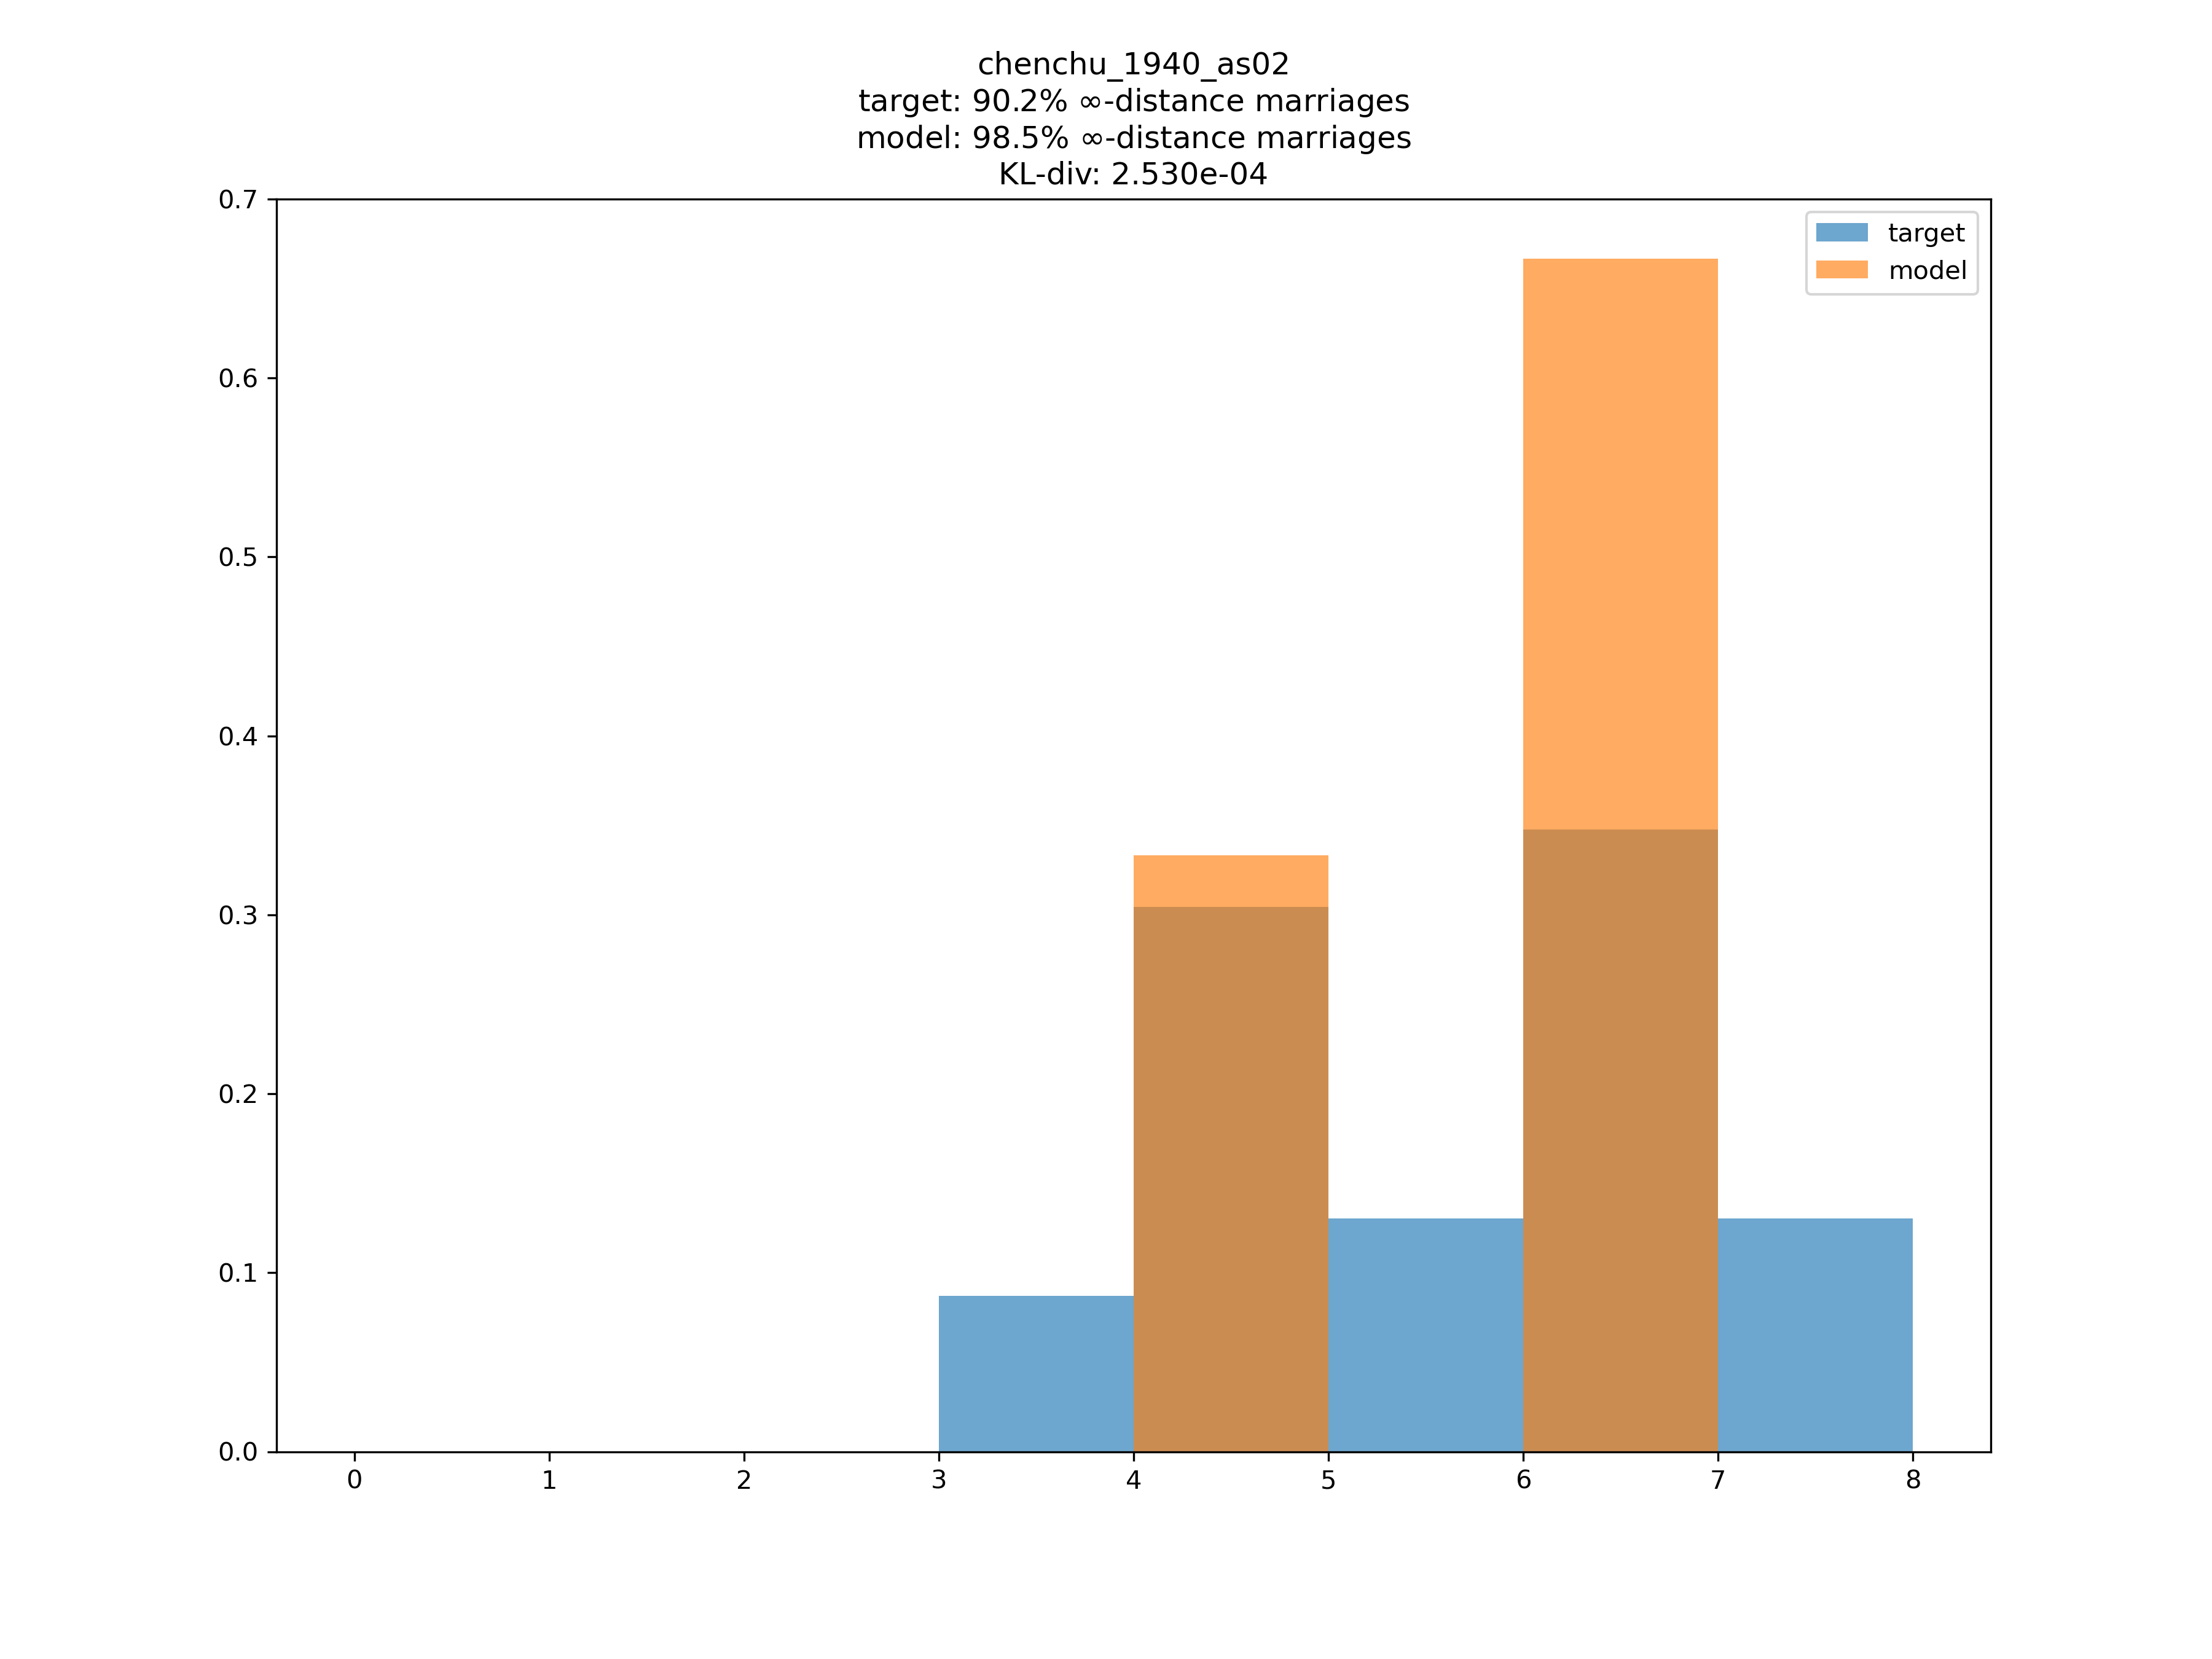 chenchu_1940_as02
target: 90.2% ∞-distance marriages
model: 98.5% ∞-distance marriages
KL-div: 2.530e-04
target
model
0.7
0.6
0.5
0.4
0.3
0.2
0.1
0.0
0 1 2 3 4 5 6 7 8